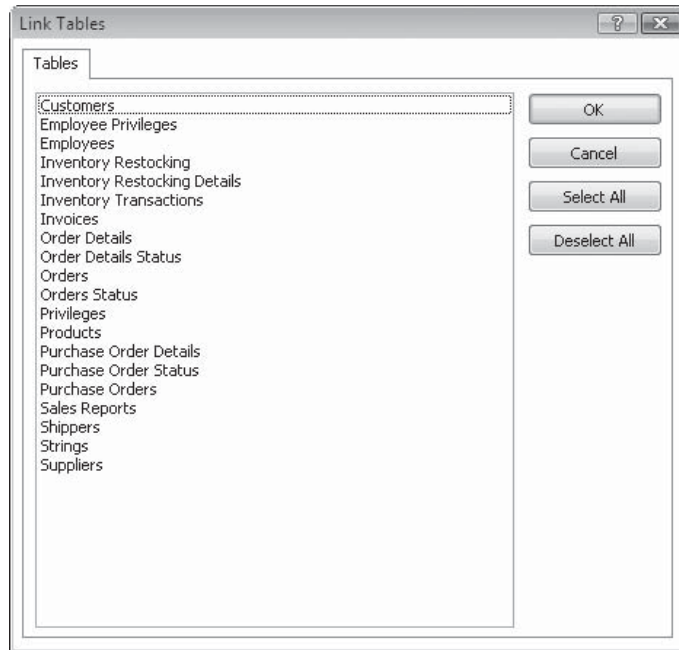 Link Tables
Tables
Customers
Employee Privileges
Employees
Inventory Restocking
Inventory Restocking Details
Inventory Transactions
Invoices
Order Details
Order Details Status
Orders
Orders Status
Privileges
Products
Purchase Order Details
Purchase Order Status
Purchase Orders
Sales Reports
Shippers
Strings
Suppliers
OK
Cancel
Select All
Deselect All